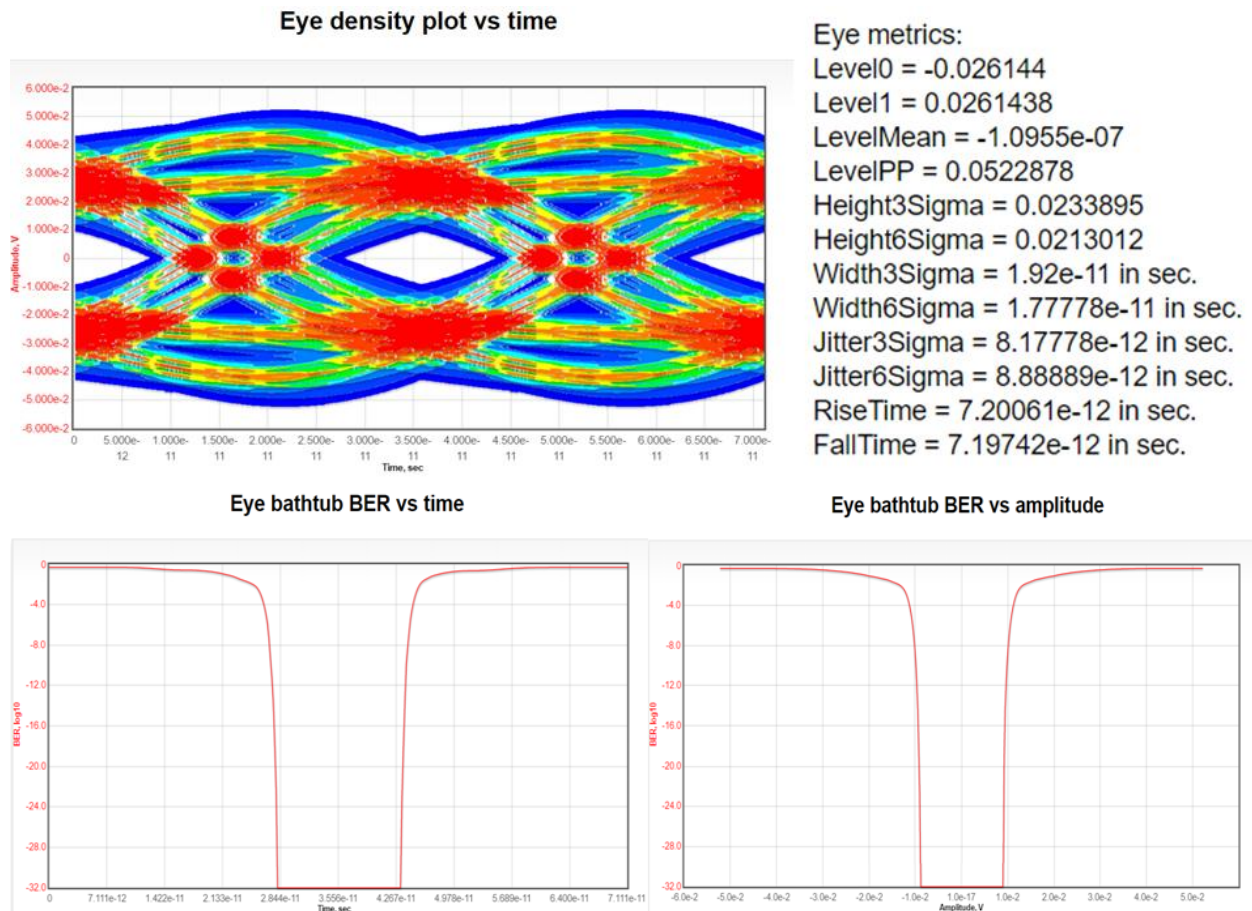 Eye density plot vs time
6.000e-2
5.000e-2
4.000e-2
3.000e-2
2.000e-2
1.000e-2
0
-1.000e-2
-2.000e-2
-3.000e-2
-4.000e-2
-5.000e-2
-6.000e-2
Amplitude, V
0 5.000e- 1.000e- 1.500e- 2.000e- 2.500e- 3.000e- 3.500e- 4.000e- 4.500e- 5.000e- 5.500e- 6.000e- 6.500e- 7.000e-
12 11 11 11 11 11 11 11 11 11 11 11 11 11
Time, sec
Eye metrics:
Level0 = -0.026144
Level1 = 0.0261438
LevelMean = -1.0955e-07
LevelPP = 0.0522878
Height3Sigma = 0.0233895
Height6Sigma = 0.0213012
Width3Sigma = 1.92e-11 in sec.
Width6Sigma = 1.77778e-11 in sec.
Jitter3Sigma = 8.17778e-12 in sec.
Jitter6Sigma = 8.88889e-12 in sec.
RiseTime = 7.20061e-12 in sec.
FallTime = 7.19742e-12 in sec.
Eye bathtub BER vs time
0
-4.0
-8.0
-12.0
-16.0
-20.0
-24.0
-28.0
-32.0
BER, log10
0 7.111e-12 1.422e-11 2.133e-11 2.844e-11 3.556e-11 4.267e-11 4.978e-11 5.689e-11 6.400e-11 7.111e-11
Time, sec
Eye bathtub BER vs amplitude
0
-4.0
-8.0
-12.0
-16.0
-20.0
-24.0
-28.0
-32.0
BER, log10
-6.0e-2 -5.0e-2 -4.0e-2 -3.0e-2 -2.0e-2 -1.0e-2 1.0e-17 1.0e-2 2.0e-2 3.0e-2 4.0e-2 5.0e-2
Amplitude, V